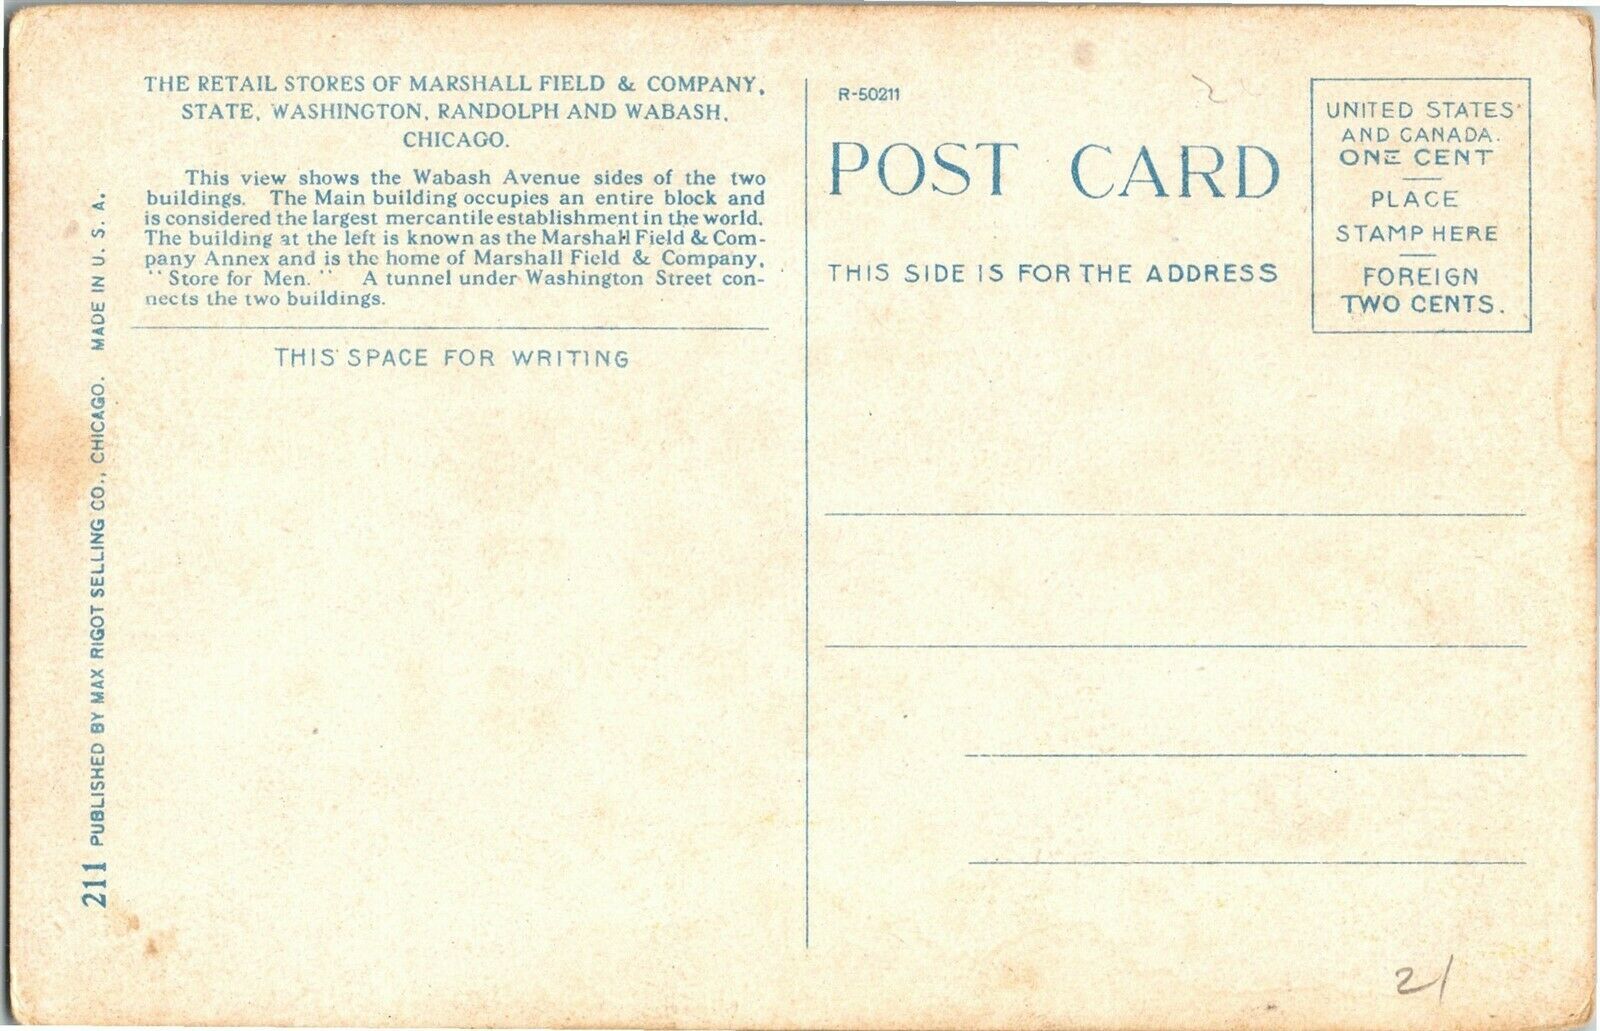 THE RETAIL STORES OF MARSHALL FIELD & COMPANY,
STATE, WASHINGTON, RANDOLPH AND WABASH,
CHICAGO.
This view shows the Wabash Avenue sides of the two
buildings. The Main building occupies an entire block and
is considered the largest mercantile establishment in the world.
The building at the left is known as the Marshall Field & Com-
pany Annex and is the home of Marshall Field & Company,
"Store for Men." A tunnel under Washington Street con-
nects the two buildings.
THIS SPACE FOR WRITING
211 PUBLISHED BY MAX RIGOT SELLING CO., CHICAGO. MADE IN U. S. A.
R-50211
POST CARD
THIS SIDE IS FOR THE ADDRESS
UNITED STATES
AND CANADA.
ONE CENT
PLACE
STAMP HERE
FOREIGN
TWO CENTS.
21